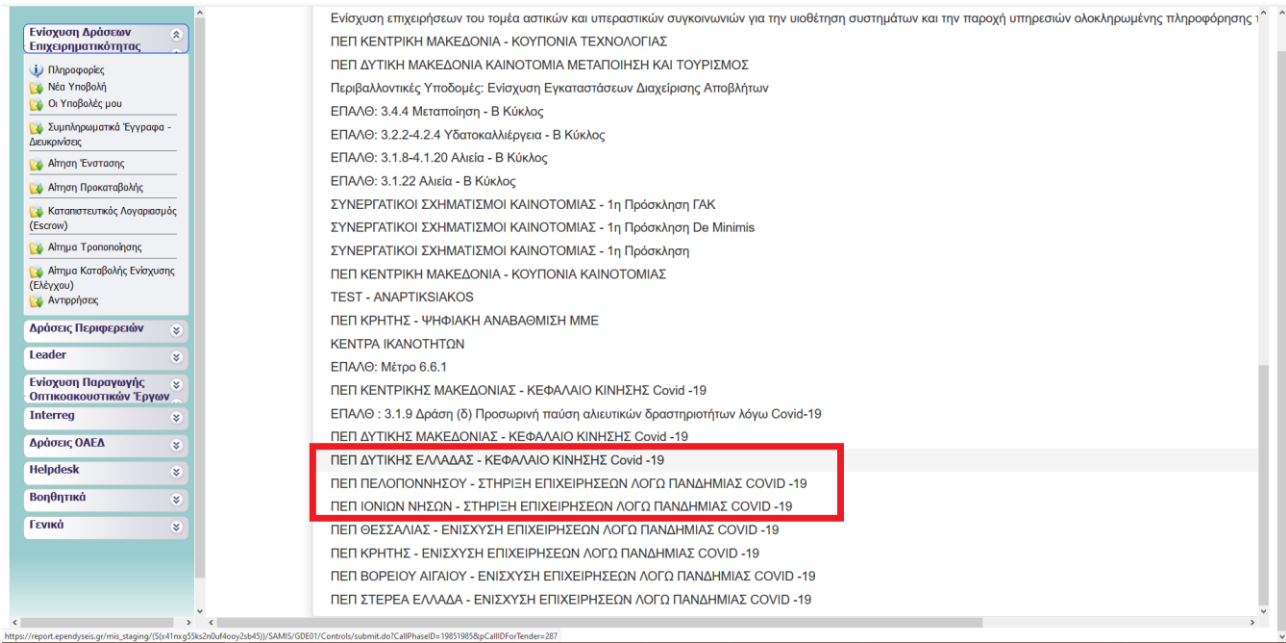 Ενίσχυση Δράσεων
Επιχειρηματικότητας
Πληροφορίες
Νέα Υποβολή
Οι Υποβολές μου
Συμπληρωματικά Έγγραφα -
Διευκρινίσεις
Αίτηση Ένστασης
Αίτηση Προκαταβολής
Καταπιστευτικός Λογαριασμός
(Escrow)
Αίτημα Τροποποίησης
Αίτημα Καταβολής Ενίσχυσης
(Ελέγχου)
Αντιρρήσεις
Δράσεις Περιφερειών
Leader
Ενίσχυση Παραγωγής
Οπτικοακουστικών Έργων
Interreg
Δράσεις ΟΑΕΔ
Helpdesk
Βοηθητικά
Γενικά
Ενίσχυση επιχειρήσεων του τομέα αστικών και υπεραστικών συγκοινωνιών για την υιοθέτηση συστημάτων και την παροχή υπηρεσιών ολοκληρωμένης πληροφόρησης
ΠΕΠ ΚΕΝΤΡΙΚΗ ΜΑΚΕΔΟΝΙΑ - ΚΟΥΠΟΝΙΑ ΤΕΧΝΟΛΟΓΙΑΣ
ΠΕΠ ΔΥΤΙΚΗ ΜΑΚΕΔΟΝΙΑ ΚΑΙΝΟΤΟΜΙΑ ΜΕΤΑΠΟΙΗΣΗ ΚΑΙ ΤΟΥΡΙΣΜΟΣ
Περιβαλλοντικές Υποδομές: Ενίσχυση Εγκαταστάσεων Διαχείρισης Αποβλήτων
ΕΠΑΛΘ: 3.4.4 Μεταποίηση - Β Κύκλος
ΕΠΑΛΘ: 3.2.2-4.2.4 Υδατοκαλλιέργεια - Β Κύκλος
ΕΠΑΛΘ: 3.1.8-4.1.20 Αλιεία - Β Κύκλος
ΕΠΑΛΘ: 3.1.22 Αλιεία - Β Κύκλος
ΣΥΝΕΡΓΑΤΙΚΟΙ ΣΧΗΜΑΤΙΣΜΟΙ ΚΑΙΝΟΤΟΜΙΑΣ - 1η Πρόσκληση ΓΑΚ
ΣΥΝΕΡΓΑΤΙΚΟΙ ΣΧΗΜΑΤΙΣΜΟΙ ΚΑΙΝΟΤΟΜΙΑΣ - 1η Πρόσκληση De Minimis
ΣΥΝΕΡΓΑΤΙΚΟΙ ΣΧΗΜΑΤΙΣΜΟΙ ΚΑΙΝΟΤΟΜΙΑΣ - 1η Πρόσκληση
ΠΕΠ ΚΕΝΤΡΙΚΗ ΜΑΚΕΔΟΝΙΑ - ΚΟΥΠΟΝΙΑ ΚΑΙΝΟΤΟΜΙΑΣ
TEST - ANAPTIKSIAKOS
ΠΕΠ ΚΡΗΤΗΣ - ΨΗΦΙΑΚΗ ΑΝΑΒΑΘΜΙΣΗ ΜΜΕ
ΚΕΝΤΡΑ ΙΚΑΝΟΤΗΤΩΝ
ΕΠΑΛΘ: Μέτρο 6.6.1
ΠΕΠ ΚΕΝΤΡΙΚΗΣ ΜΑΚΕΔΟΝΙΑΣ - ΚΕΦΑΛΑΙΟ ΚΙΝΗΣΗΣ Covid -19
ΕΠΑΛΘ : 3.1.9 Δράση (δ) Προσωρινή παύση αλιευτικών δραστηριοτήτων λόγω Covid-19
ΠΕΠ ΔΥΤΙΚΗΣ ΜΑΚΕΔΟΝΙΑΣ - ΚΕΦΑΛΑΙΟ ΚΙΝΗΣΗΣ Covid -19
ΠΕΠ ΔΥΤΙΚΗΣ ΕΛΛΑΔΑΣ - ΚΕΦΑΛΑΙΟ ΚΙΝΗΣΗΣ Covid -19
ΠΕΠ ΠΕΛΟΠΟΝΝΗΣΟΥ - ΣΤΗΡΙΞΗ ΕΠΙΧΕΙΡΗΣΕΩΝ ΛΟΓΩ ΠΑΝΔΗΜΙΑΣ COVID -19
ΠΕΠ ΙΟΝΙΩΝ ΝΗΣΩΝ - ΣΤΗΡΙΞΗ ΕΠΙΧΕΙΡΗΣΕΩΝ ΛΟΓΩ ΠΑΝΔΗΜΙΑΣ COVID -19
ΠΕΠ ΘΕΣΣΑΛΙΑΣ - ΕΝΙΣΧΥΣΗ ΕΠΙΧΕΙΡΗΣΕΩΝ ΛΟΓΩ ΠΑΝΔΗΜΙΑΣ COVID -19
ΠΕΠ ΚΡΗΤΗΣ - ΕΝΙΣΧΥΣΗ ΕΠΙΧΕΙΡΗΣΕΩΝ ΛΟΓΩ ΠΑΝΔΗΜΙΑΣ COVID -19
ΠΕΠ ΒΟΡΕΙΟΥ ΑΙΓΑΙΟΥ - ΕΝΙΣΧΥΣΗ ΕΠΙΧΕΙΡΗΣΕΩΝ ΛΟΓΩ ΠΑΝΔΗΜΙΑΣ COVID -19
ΠΕΠ ΣΤΕΡΕΑ ΕΛΛΑΔΑ - ΕΝΙΣΧΥΣΗ ΕΠΙΧΕΙΡΗΣΕΩΝ ΛΟΓΩ ΠΑΝΔΗΜΙΑΣ COVID -19